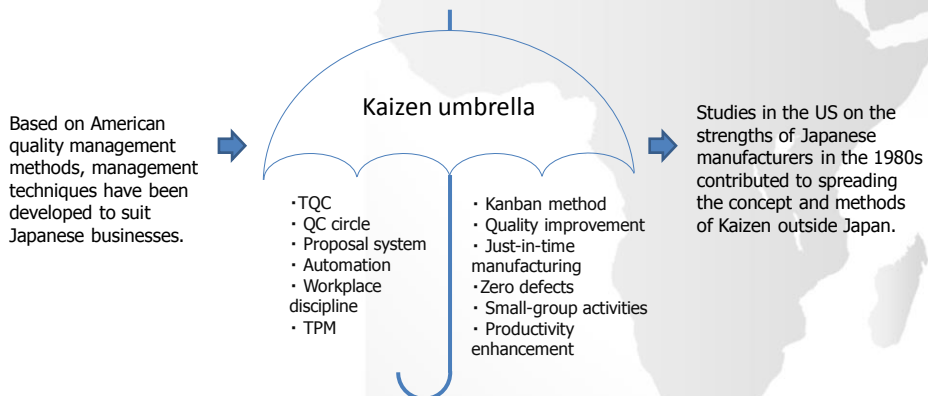 Kaizen umbrella
Based on American
quality management
methods, management
techniques have been
developed to suit
Japanese businesses.
・TQC
・ QC circle
・ Proposal system
・ Automation
・ Workplace
discipline
・ TPM
・ Kanban method
・ Quality improvement
・ Just-in-time
manufacturing
・Zero defects
・ Small-group activities
・ Productivity
enhancement
Studies in the US on the
strengths of Japanese
manufacturers in the 1980s
contributed to spreading
the concept and methods
of Kaizen outside Japan.